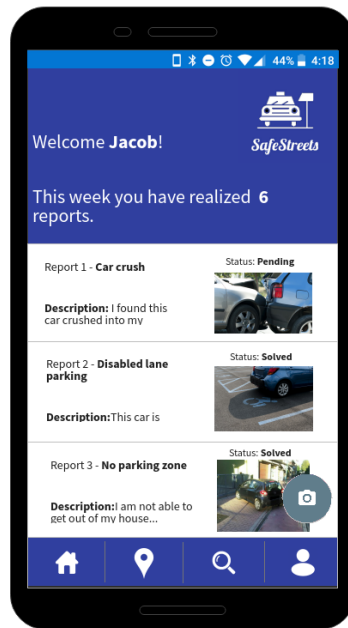 44% 4:18
SafeStreets
Welcome Jacob!
This week you have realized 6
reports.
Report 1 - Car crush
Status: Pending
Description: I found this
car crushed into my
Report 2 - Disabled lane
parking
Status: Solved
Description:This car is
Report 3 - No parking zone
Status: Solved
Description:I am not able to
get out of my house...